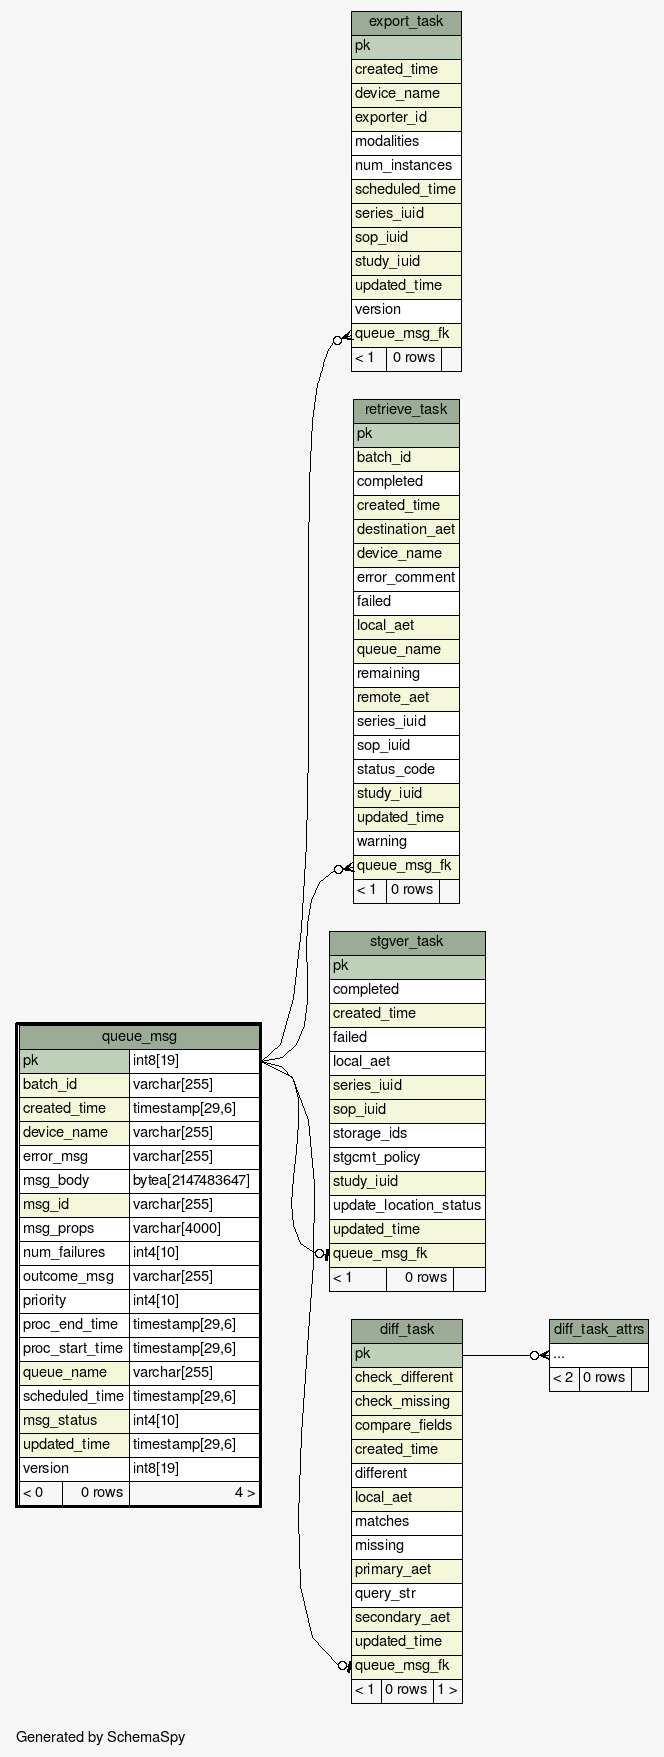 export_task
pk
created_time
device_name
exporter_id
modalities
num_instances
scheduled_time
series_iuid
sop_iuid
study_iuid
updated_time
version
queue_msg_fk
< 1 0 rows
retrieve_task
pk
batch_id
completed
created_time
destination_aet
device_name
error_comment
failed
local_aet
queue_name
remaining
remote_aet
series_iuid
sop_iuid
status_code
study_iuid
updated_time
warning
queue_msg_fk
< 1 0 rows
stgver_task
pk
completed
created_time
failed
local_aet
series_iuid
sop_iuid
storage_ids
stgcmt_policy
study_iuid
update_location_status
updated_time
queue_msg_fk
< 1 0 rows
queue_msg
pk int8[19]
batch_id varchar[255]
created_time timestamp[29,6]
device_name varchar[255]
error_msg varchar[255]
msg_body bytea[2147483647]
msg_id varchar[255]
msg_props varchar[4000]
num_failures int4[10]
outcome_msg varchar[255]
priority int4[10]
proc_end_time timestamp[29,6]
proc_start_time timestamp[29,6]
queue_name varchar[255]
scheduled_time timestamp[29,6]
msg_status int4[10]
updated_time timestamp[29,6]
version int8[19]
< 0 0 rows 4 >
diff_task
pk
check_different
check_missing
compare_fields
created_time
different
local_aet
matches
missing
primary_aet
query_str
secondary_aet
updated_time
queue_msg_fk
< 1 0 rows 1 >
diff_task_attrs
...
< 2 0 rows
Generated by SchemaSpy